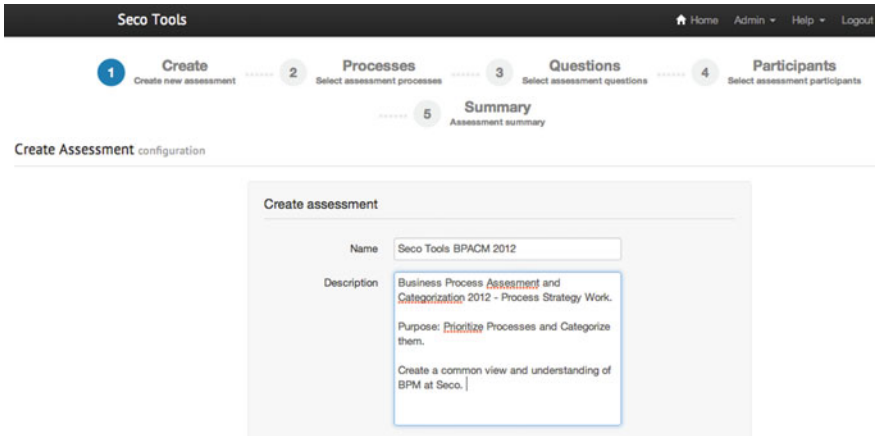 Seco Tools Home Admin Help Logout
1 Create 2 Processes 3 Questions 4 Participants
Create new assessment Select assessment processes Select assessment questions Select assessment participants
5 Summary
Assessment summary
Create Assessment configuration
Create assessment
Name Seco Tools BPACM 2012
Description Business Process Assesment and
Categorization 2012 - Process Strategy Work.
Purpose: Prioritize Processes and Categorize
them.
Create a common view and understanding of
BPM at Seco.